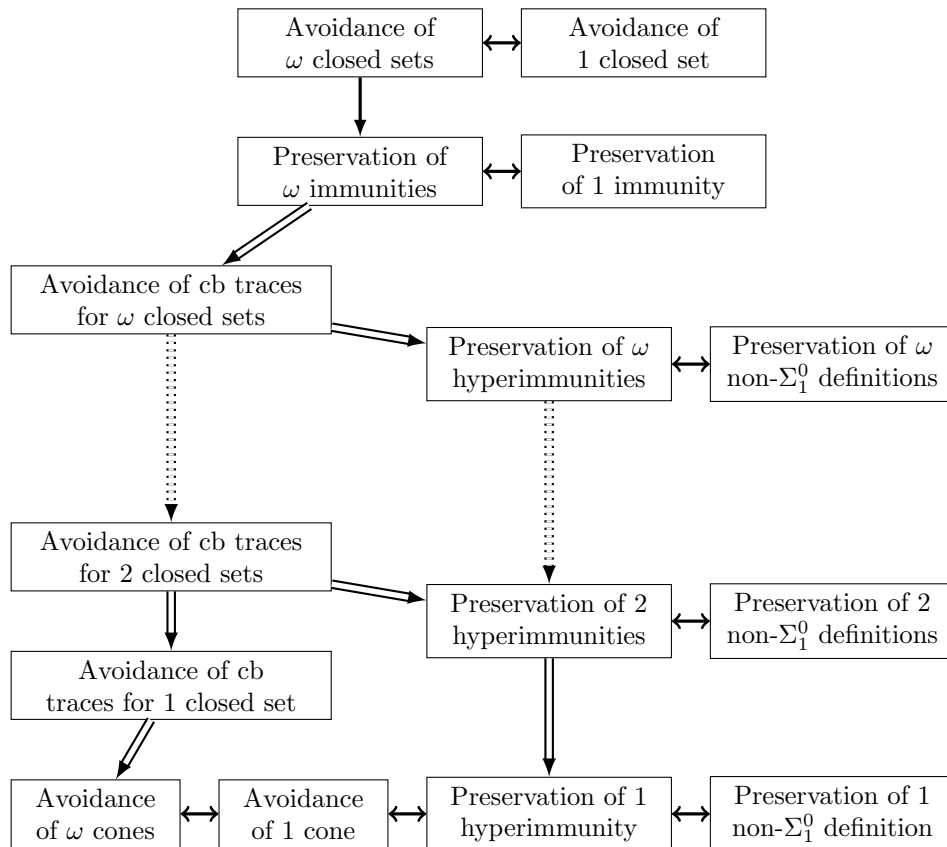 Avoidance of
ω closed sets
Avoidance of
1 closed set
Preservation of
ω immunities
Preservation
of 1 immunity
Avoidance of cb traces
for ω closed sets
Preservation of ω
hyperimmunities
Preservation of ω
non-Σ⁰₁ definitions
Avoidance of cb traces
for 2 closed sets
Preservation of 2
hyperimmunities
Preservation of 2
non-Σ⁰₁ definitions
Avoidance of cb
traces for 1 closed set
Avoidance
of ω cones
Avoidance
of 1 cone
Preservation of 1
hyperimmunity
Preservation of 1
non-Σ⁰₁ definition